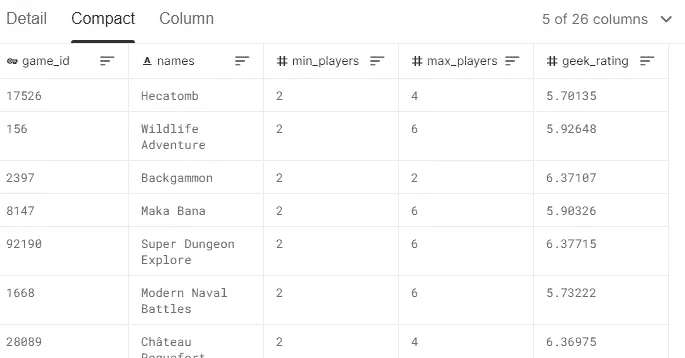 Detail Compact Column 5 of 26 columns
game_id names min_players max_players geek_rating
17526 Hecatomb 2 4 5.70135
156 Wildlife 2 6 5.92648
Adventure
2397 Backgammon 2 2 6.37107
8147 Maka Bana 2 6 5.90326
92190 Super Dungeon 2 6 6.37715
Explore
1668 Modern Naval 2 6 5.73222
Battles
28089 Château 2 4 6.36975
Roquefort